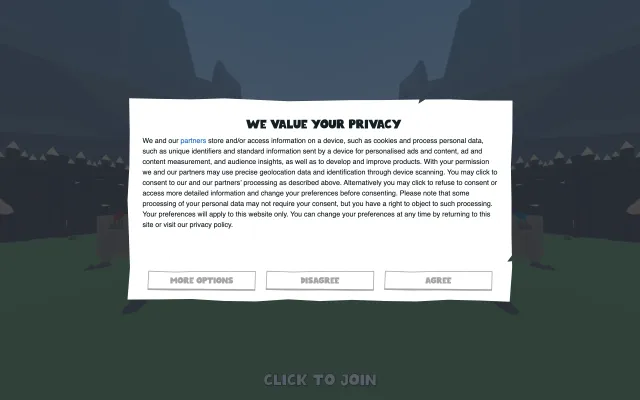 WE VALUE YOUR PRIVACY
We and our partners store and/or access information on a device, such as cookies and process personal data,
such as unique identifiers and standard information sent by a device for personalised ads and content, ad and
content measurement, and audience insights, as well as to develop and improve products. With your permission
we and our partners may use precise geolocation data and identification through device scanning. You may click to
consent to our and our partners' processing as described above. Alternatively you may click to refuse to consent or
access more detailed information and change your preferences before consenting. Please note that some
processing of your personal data may not require your consent, but you have a right to object to such processing.
Your preferences will apply to this website only. You can change your preferences at any time by returning to this
site or visit our privacy policy.
MORE OPTIONS
DISAGREE
AGREE
CLICK TO JOIN